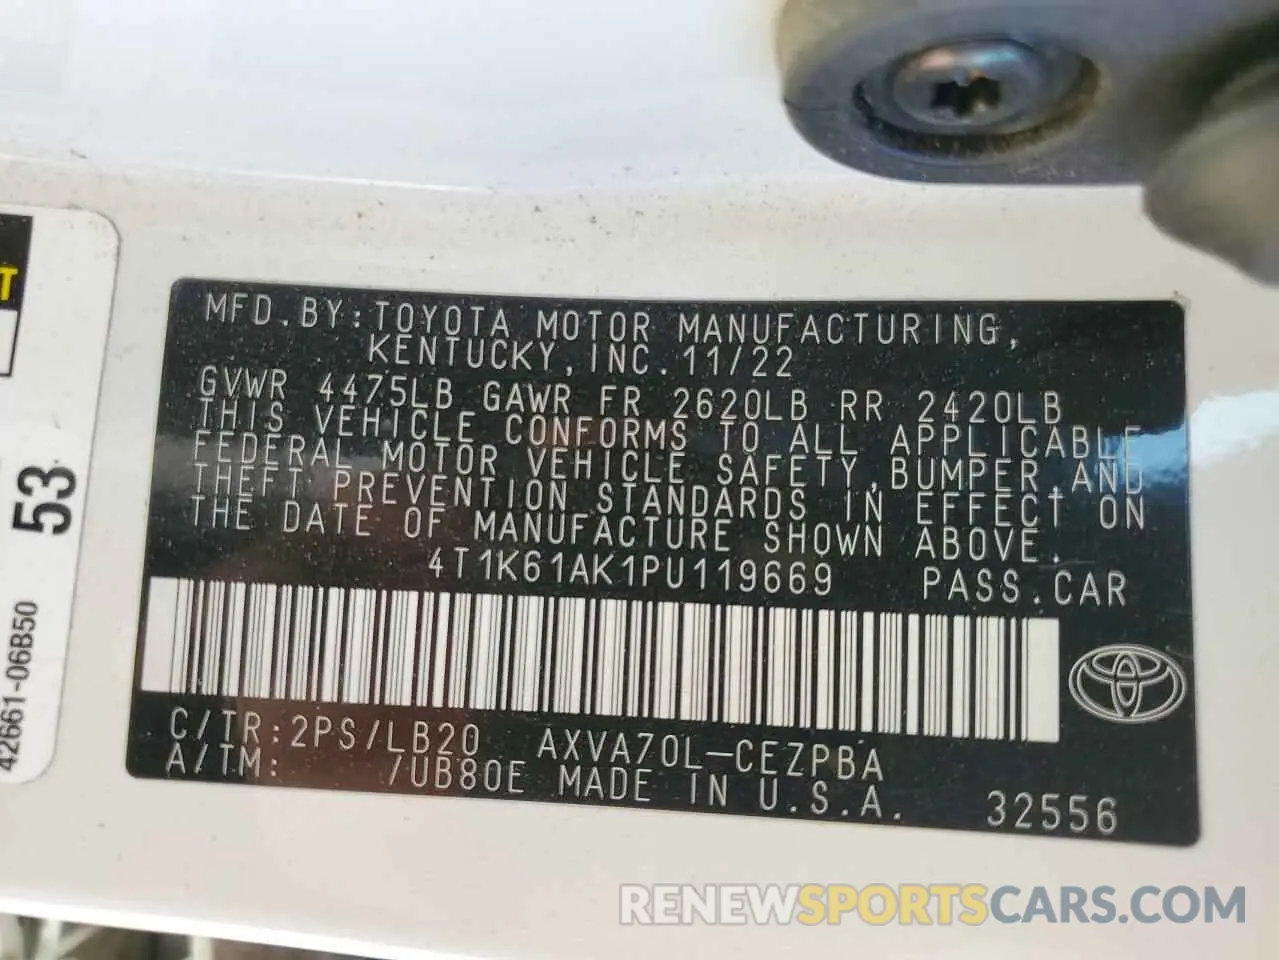 MFD.BY:TOYOTA MOTOR MANUFACTURING,
KENTUCKY,INC.11/22
GVWR 4475LB GAWR FR 2620LB RR 2420LB
THIS VEHICLE CONFORMS TO ALL APPLICABLE
FEDERAL MOTOR VEHICLE SAFETY,BUMPER,AND
THEFT PREVENTION STANDARDS IN EFFECT ON
THE DATE OF MANUFACTURE SHOWN ABOVE.
4T1K61AK1PU119669 PASS.CAR
C/TR:2PS/LB20 AXVA70L-CEZPBA
A/TM: /UB80E MADE IN U.S.A. 32556
53
42661-06B50
RENEWSPORTSCARS.COM